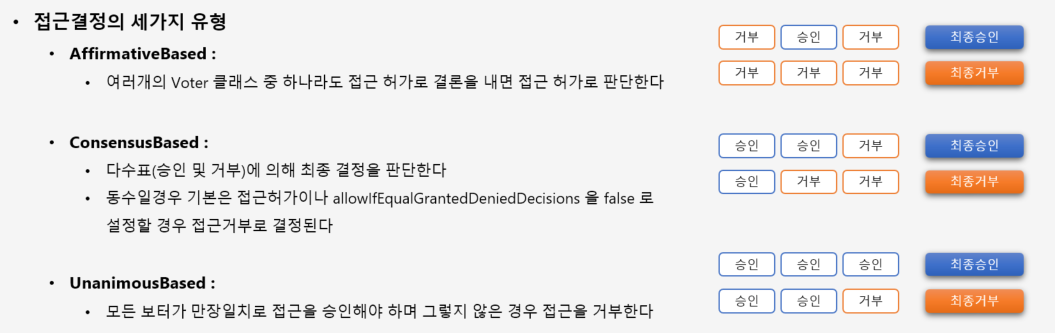 • 접근결정의 세가지 유형
• AffirmativeBased :
거부 승인 거부 최종승인
• 여러개의 Voter 클래스 중 하나라도 접근 허가로 결론을 내면 접근 허가로 판단한다
거부 거부 거부 최종거부
• ConsensusBased :
승인 승인 거부 최종승인
• 다수표(승인 및 거부)에 의해 최종 결정을 판단한다
승인 거부 거부 최종거부
• 동수일경우 기본은 접근허가이나 allowIfEqualGrantedDeniedDecisions 을 false 로
설정할 경우 접근거부로 결정된다
승인 승인 승인 최종승인
• UnanimousBased :
승인 승인 거부 최종거부
• 모든 보터가 만장일치로 접근을 승인해야 하며 그렇지 않은 경우 접근을 거부한다